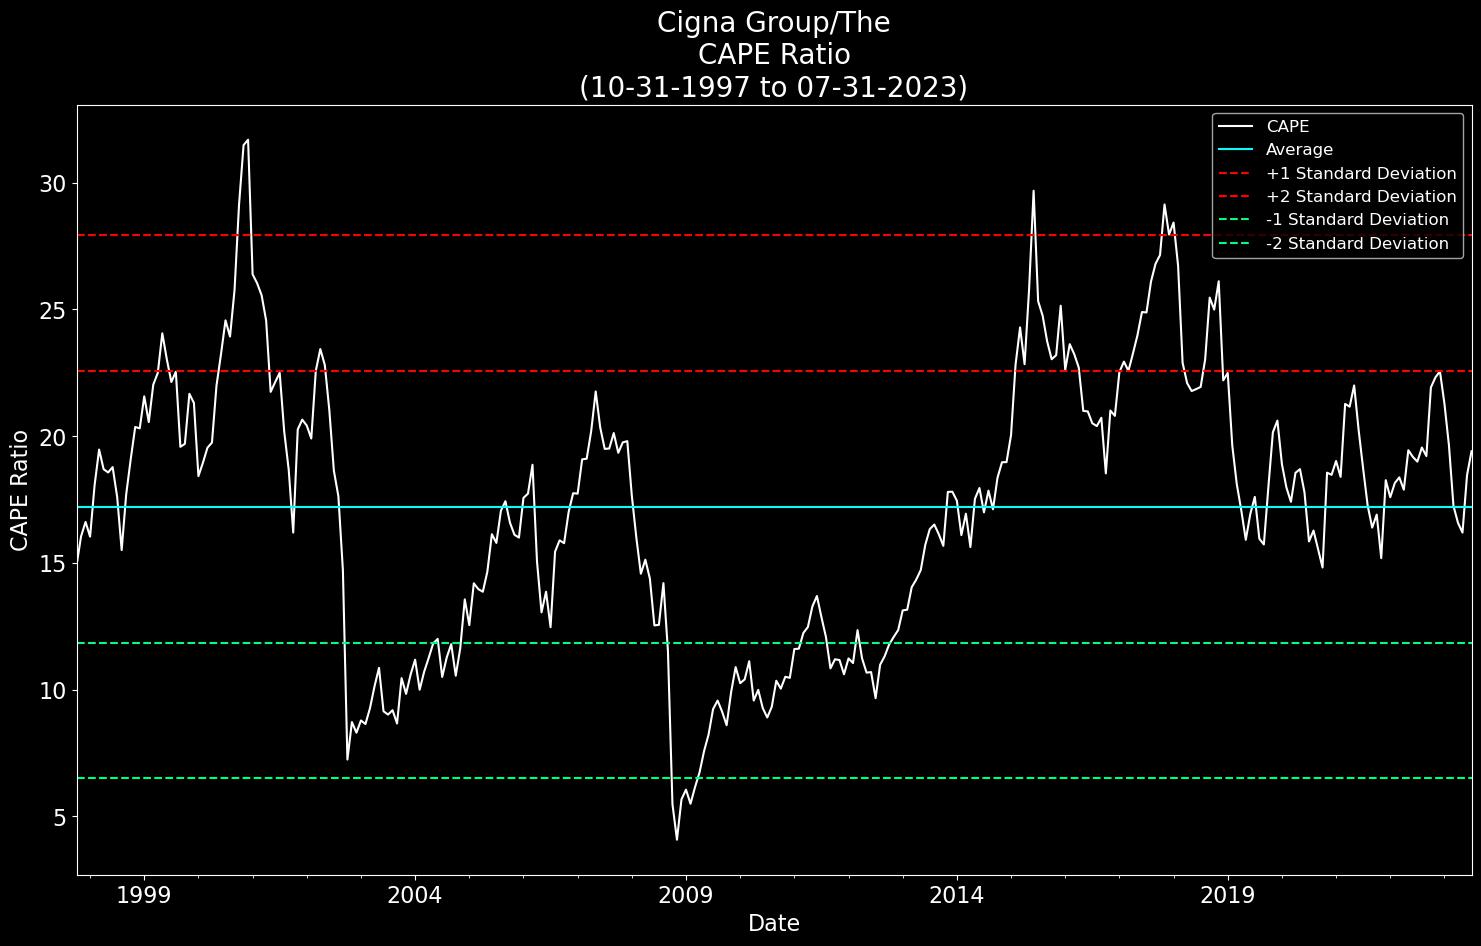 Cigna Group/The
CAPE Ratio
(10-31-1997 to 07-31-2023)
CAPE
Average
+1 Standard Deviation
+2 Standard Deviation
-1 Standard Deviation
-2 Standard Deviation
30
25
20
15
10
5
CAPE Ratio
1999
2004
2009
2014
2019
Date